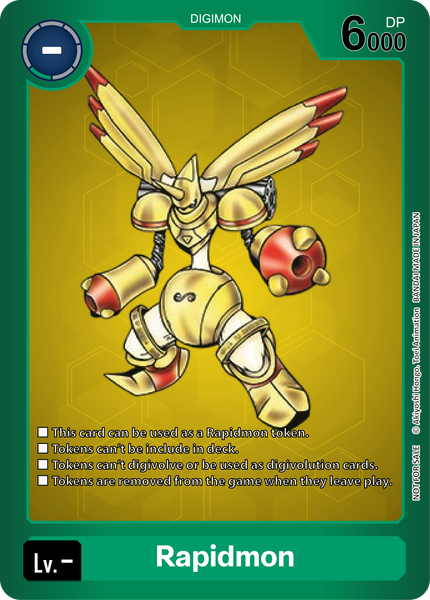 DIGIMON
-
DP
6000
■ This card can be used as a Rapidmon token.
■ Tokens can't be include in deck.
■ Tokens can't digivolve or be used as digivolution cards.
■ Tokens are removed from the game when they leave play.
NOT FOR SALE © Akiyoshi Hongo, Toei Animation BANDAI MADE IN JAPAN
Lv.-
Rapidmon